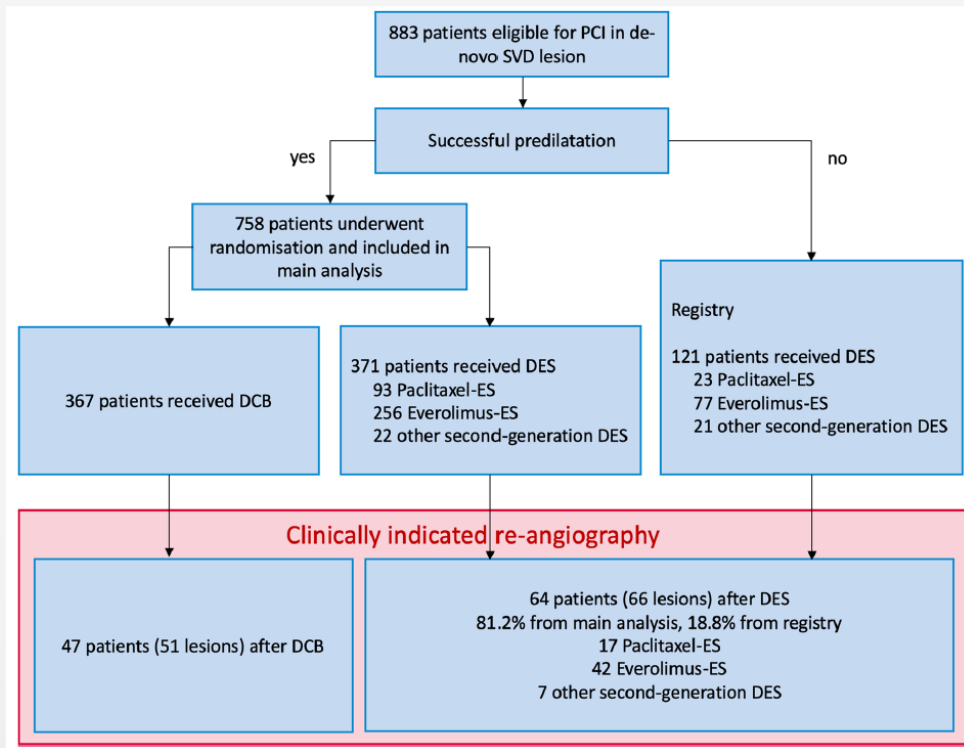 883 patients eligible for PCI in de-
novo SVD lesion
Successful predilatation
yes
no
758 patients underwent
randomisation and included in
main analysis
367 patients received DCB
371 patients received DES
93 Paclitaxel-ES
256 Everolimus-ES
22 other second-generation DES
Registry
121 patients received DES
23 Paclitaxel-ES
77 Everolimus-ES
21 other second-generation DES
Clinically indicated re-angiography
47 patients (51 lesions) after DCB
64 patients (66 lesions) after DES
81.2% from main analysis, 18.8% from registry
17 Paclitaxel-ES
42 Everolimus-ES
7 other second-generation DES